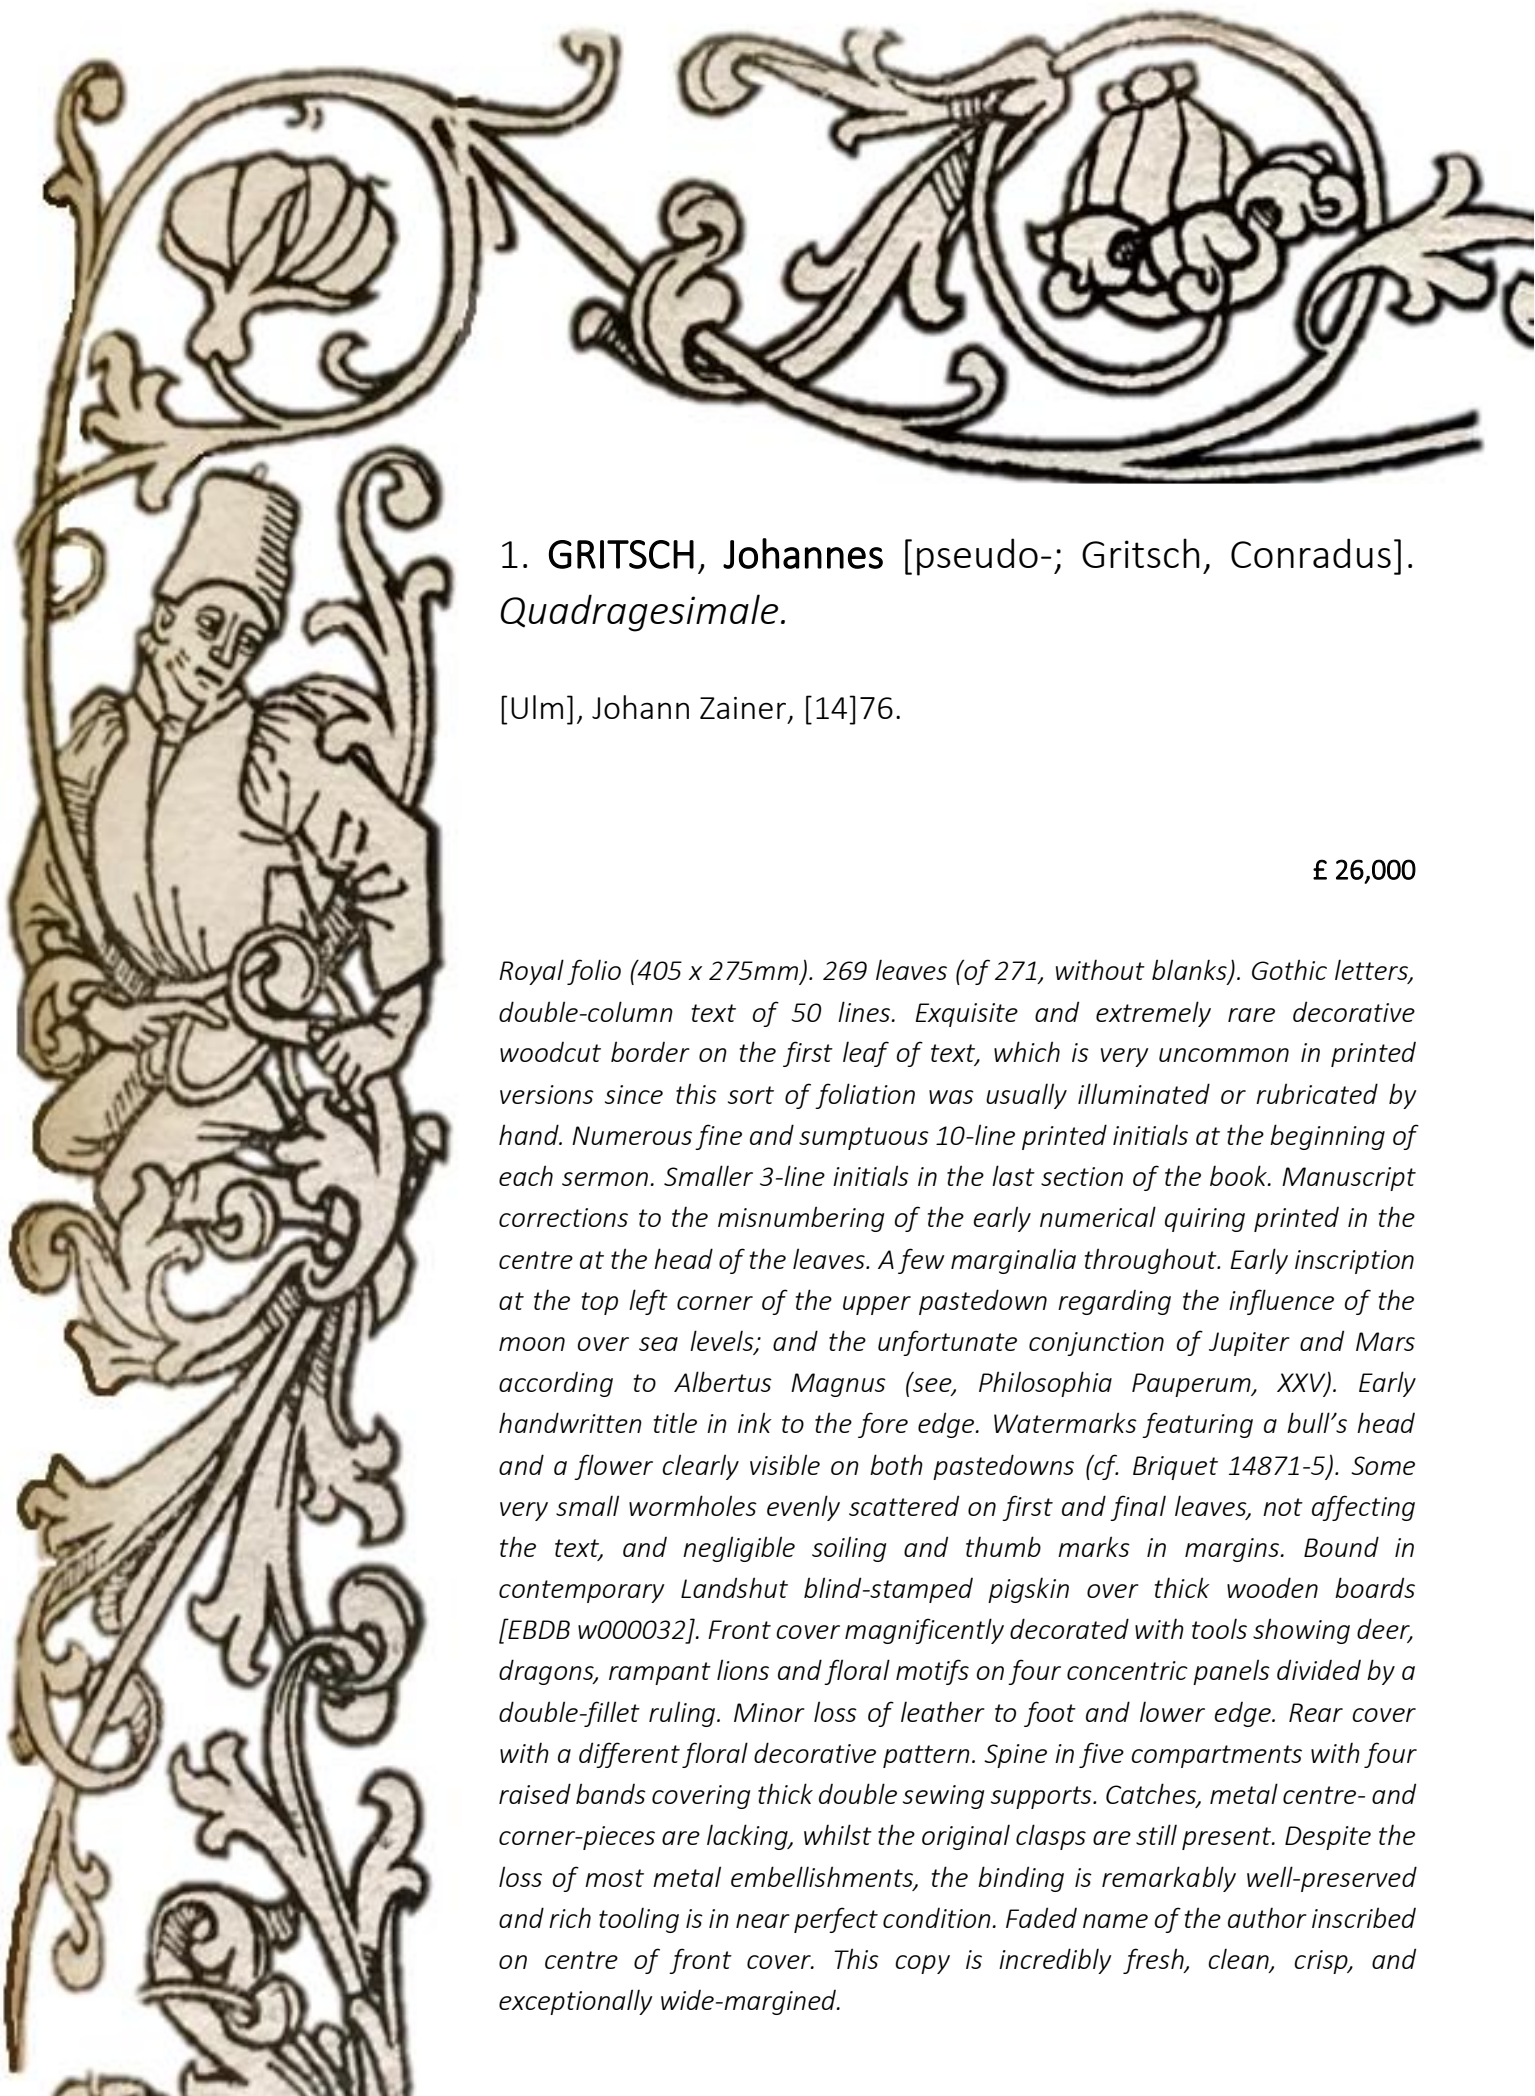 1. GRITSCH, Johannes [pseudo-; Gritsch, Conradus].
Quadragesimale.
[Ulm], Johann Zainer, [14]76.
£ 26,000
Royal folio (405 x 275mm). 269 leaves (of 271, without blanks). Gothic letters,
double-column text of 50 lines. Exquisite and extremely rare decorative
woodcut border on the first leaf of text, which is very uncommon in printed
versions since this sort of foliation was usually illuminated or rubricated by
hand. Numerous fine and sumptuous 10-line printed initials at the beginning of
each sermon. Smaller 3-line initials in the last section of the book. Manuscript
corrections to the misnumbering of the early numerical quiring printed in the
centre at the head of the leaves. A few marginalia throughout. Early inscription
at the top left corner of the upper pastedown regarding the influence of the
moon over sea levels; and the unfortunate conjunction of Jupiter and Mars
according to Albertus Magnus (see, Philosophia Pauperum, XXV). Early
handwritten title in ink to the fore edge. Watermarks featuring a bull’s head
and a flower clearly visible on both pastedowns (cf. Briquet 14871-5). Some
very small wormholes evenly scattered on first and final leaves, not affecting
the text, and negligible soiling and thumb marks in margins. Bound in
contemporary Landshut blind-stamped pigskin over thick wooden boards
[EBDB w000032]. Front cover magnificently decorated with tools showing deer,
dragons, rampant lions and floral motifs on four concentric panels divided by a
double-fillet ruling. Minor loss of leather to foot and lower edge. Rear cover
with a different floral decorative pattern. Spine in five compartments with four
raised bands covering thick double sewing supports. Catches, metal centre- and
corner-pieces are lacking, whilst the original clasps are still present. Despite the
loss of most metal embellishments, the binding is remarkably well-preserved
and rich tooling is in near perfect condition. Faded name of the author inscribed
on centre of front cover. This copy is incredibly fresh, clean, crisp, and
exceptionally wide-margined.